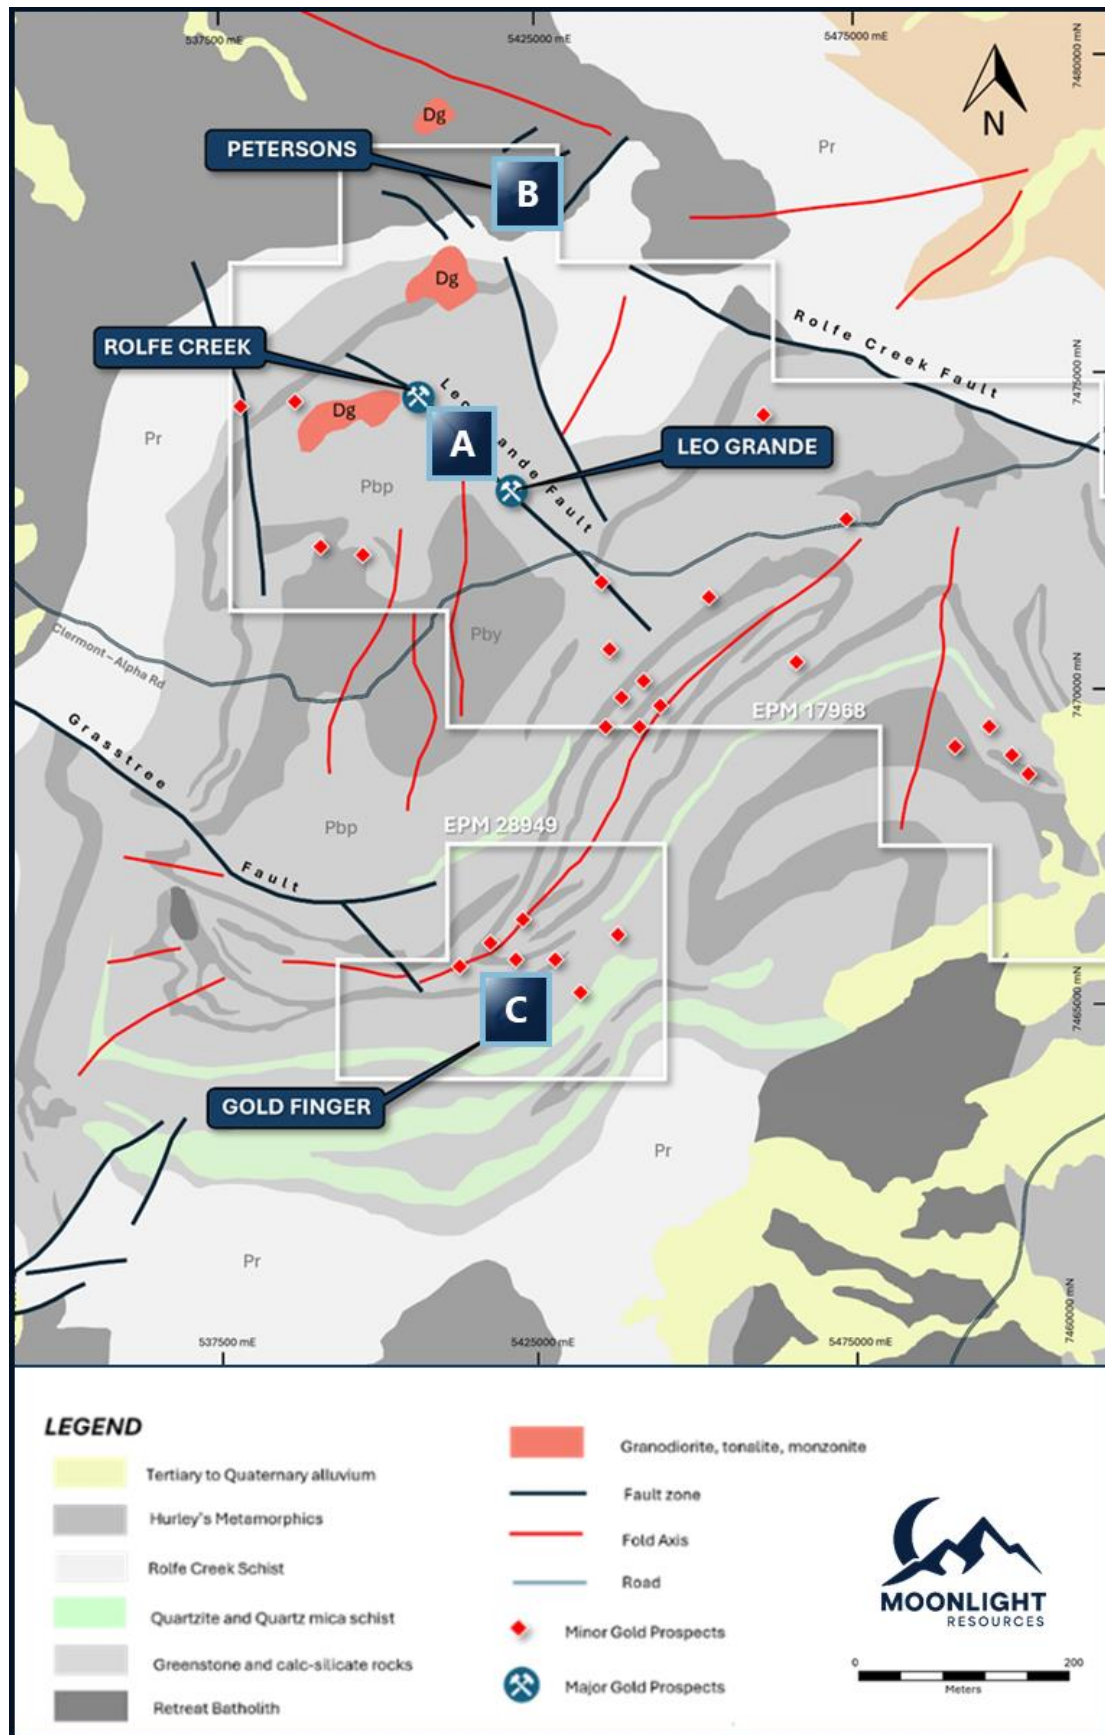 537500 mE
5425000 mE
5475000 mE
7480000 mN
N
Dg
Pr
PETERSONS
B
Dg
ROLFE CREEK
Rolfe Creek Fault
7475000 mN
Dg
Pr
A
Leo
ande Fault
LEO GRANDE
Pbp
Pby
Clermont – Alpha Rd
7470000 mN
Grasstree
Fault
EPM 17968
Pbp
EPM 28949
7465000 mN
C
GOLD FINGER
Pr
Pr
7460000 mN
537500 mE
5425000 mE
5475000 mE
LEGEND
Tertiary to Quaternary alluvium
Hurley's Metamorphics
Rolfe Creek Schist
Quartzite and Quartz mica schist
Greenstone and calc-silicate rocks
Retreat Batholith
Granodiorite, tonalite, monzonite
Fault zone
Fold Axis
Road
Minor Gold Prospects
Major Gold Prospects
MOONLIGHT
RESOURCES
0 200
Meters